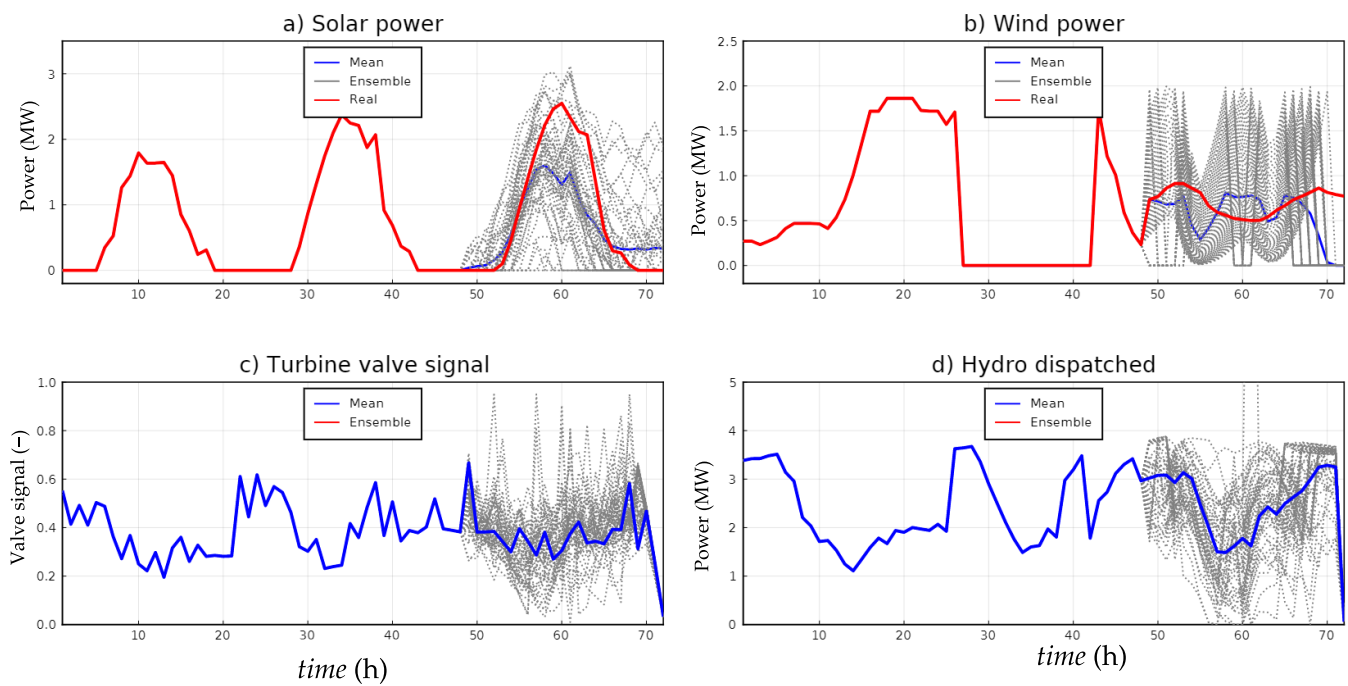 a) Solar power
Power (MW)
3
2
1
0
Mean
Ensemble
Real
10 20 30 40 50 60 70
b) Wind power
Power (MW)
2.5
2.0
1.5
1.0
0.5
0.0
Mean
Ensemble
Real
10 20 30 40 50 60 70
c) Turbine valve signal
Valve signal (–)
1.0
0.8
0.6
0.4
0.2
0.0
Mean
Ensemble
10 20 30 40 50 60 70
time (h)
d) Hydro dispatched
Power (MW)
5
4
3
2
1
0
Mean
Ensemble
10 20 30 40 50 60 70
time (h)